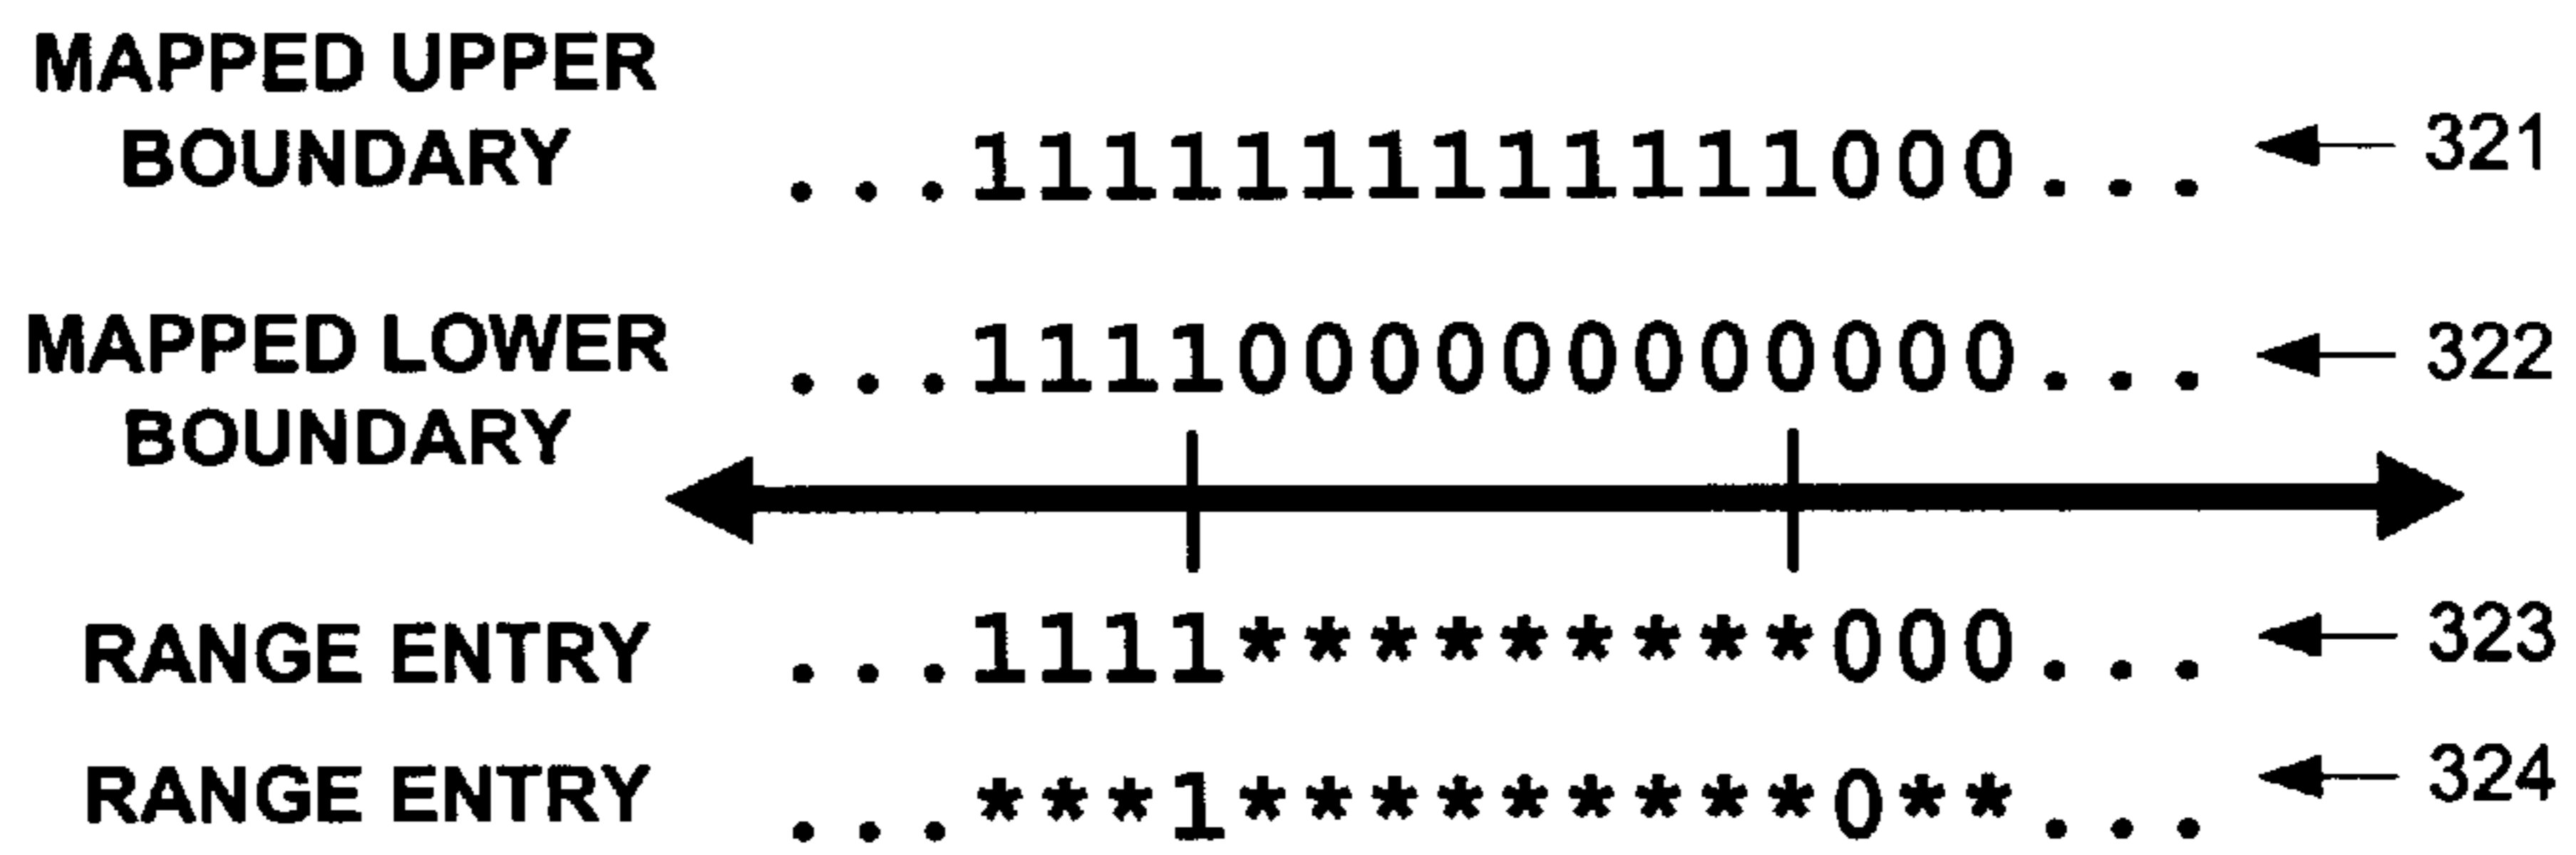 MAPPED UPPER
BOUNDARY ...1111111111111000... 321
MAPPED LOWER
BOUNDARY ...1111000000000000... 322
RANGE ENTRY ...1111*********000... 323
RANGE ENTRY ...***1*********0**... 324